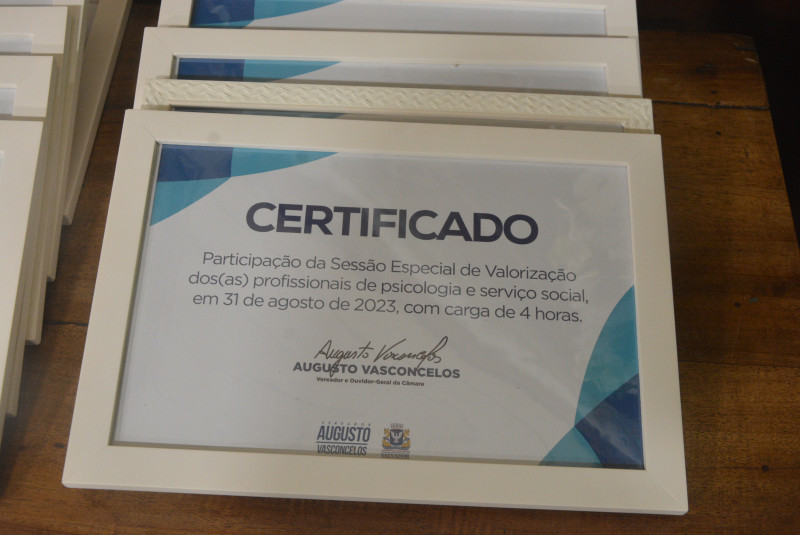 CERTIFICADO
Participação da Sessão Especial de Valorização
dos(as) profissionais de psicologia e serviço social,
em 31 de agosto de 2023, com carga de 4 horas.
Augusto Vasconcelos
AUGUSTO VASCONCELOS
Vereador e Ouvidor-Geral da Câmara
VEREADOR
AUGUSTO
VASCONCELOS